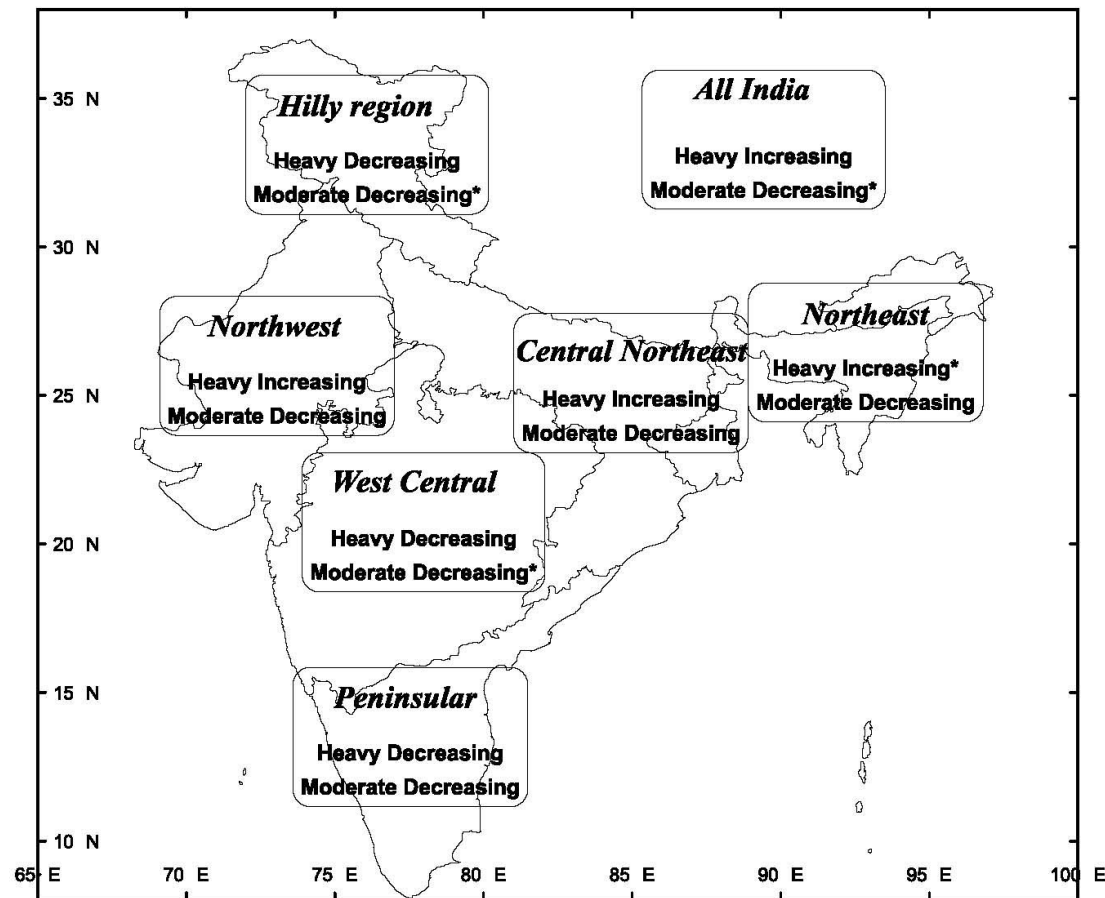 35 N
Hilly region
Heavy Decreasing
Moderate Decreasing*
All India
Heavy Increasing
Moderate Decreasing*
30 N
Northwest
Heavy Increasing
Moderate Decreasing
Central Northeast
Heavy Increasing
Moderate Decreasing
Northeast
Heavy Increasing*
Moderate Decreasing
25 N
West Central
Heavy Decreasing
Moderate Decreasing*
20 N
15 N
Peninsular
Heavy Decreasing
Moderate Decreasing
10 N
65 E 70 E 75 E 80 E 85 E 90 E 95 E 100 E